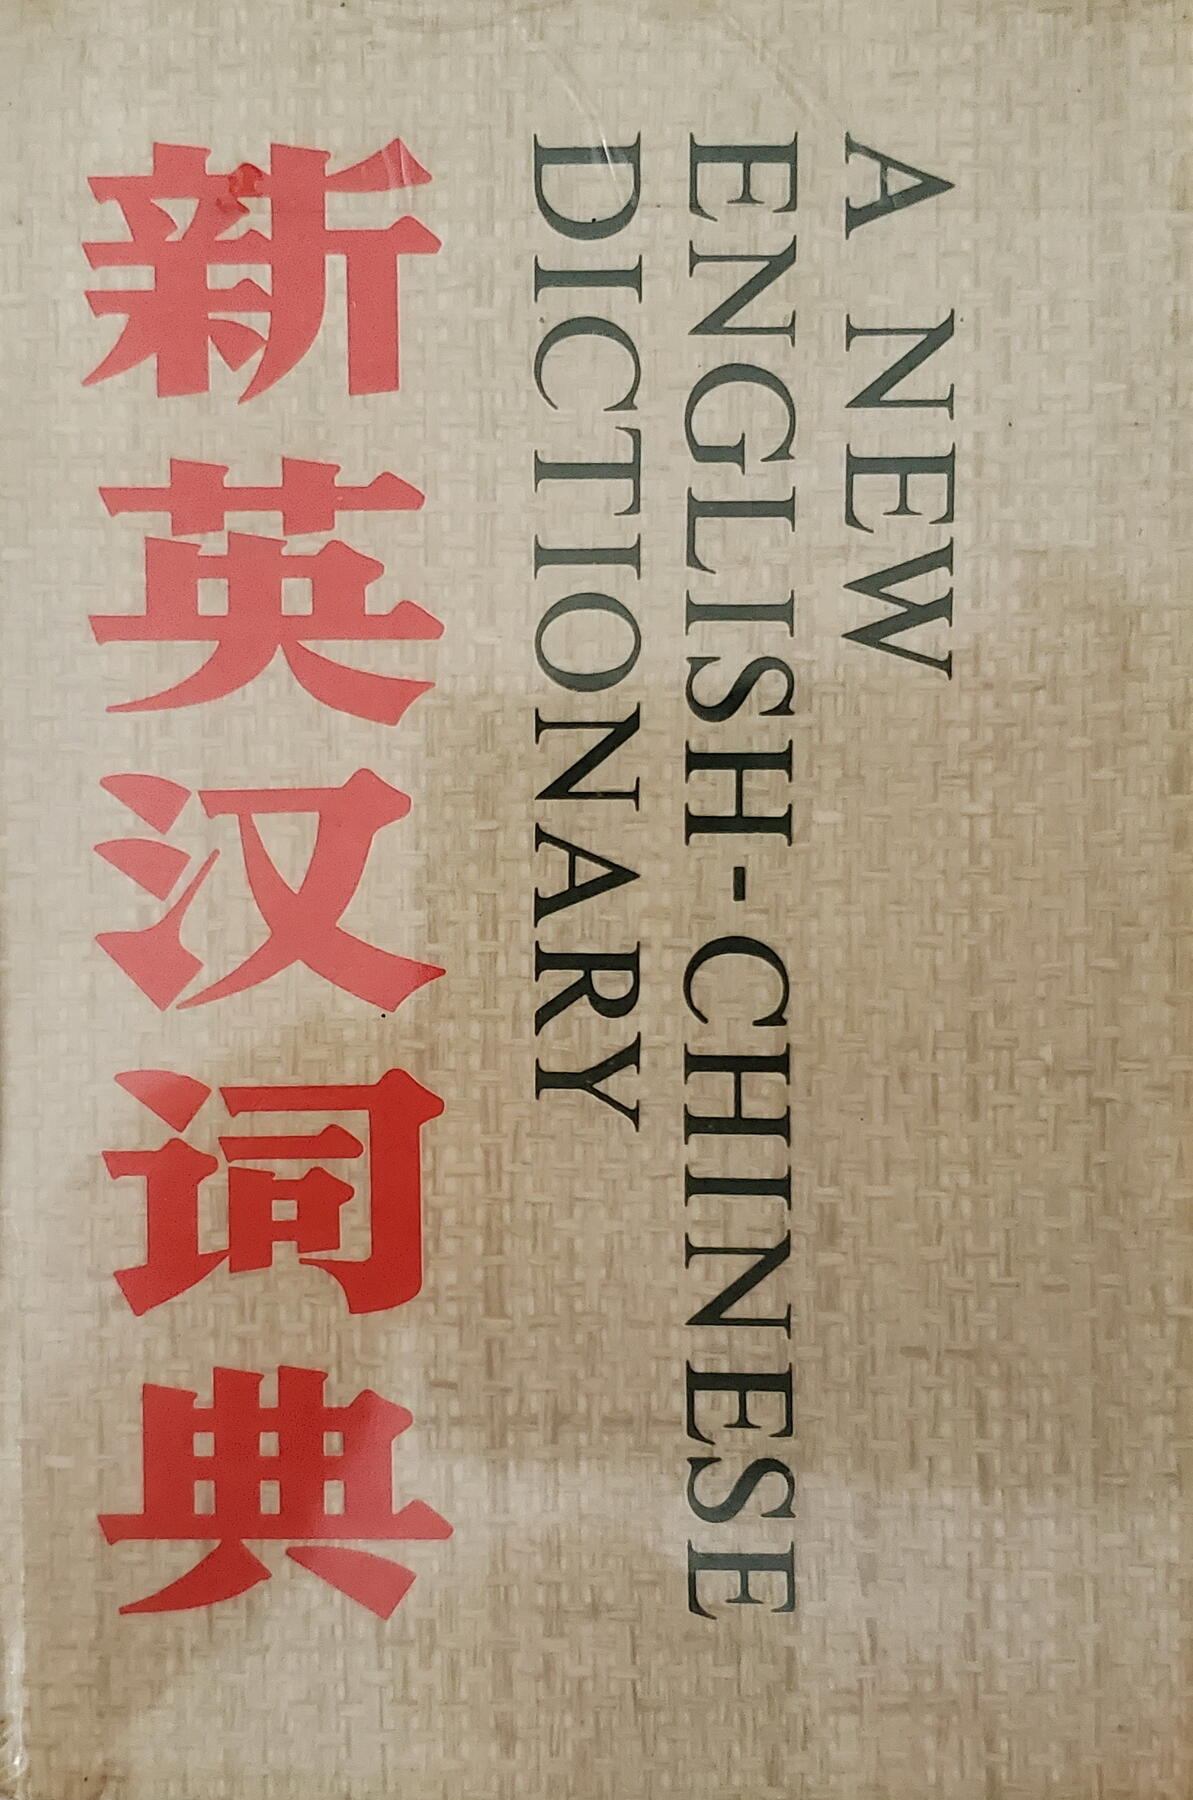 新英汉词典
A NEW
ENGLISH-CHINESE
DICTIONARY